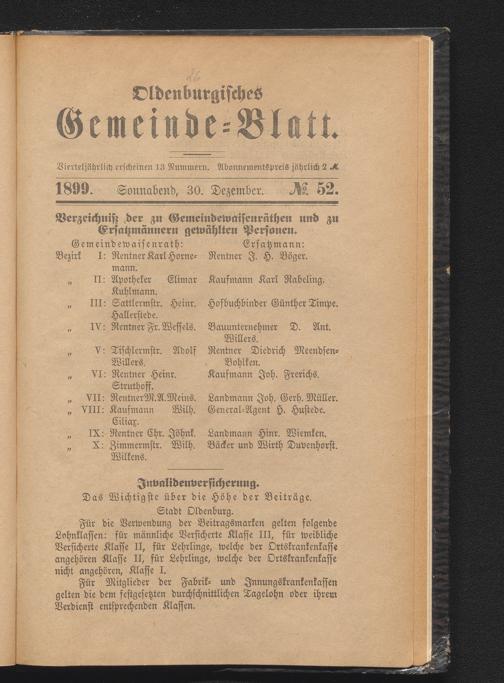 Oldenburgisches
Gemeinde=Blatt.
Vierteljährlich erscheinen 13 Nummern. Abonnementspreis jährlich 2 ℳ.
1899. Sonnabend, 30. Dezember. № 52.
Verzeichniß der zu Gemeindewaisenräthen und zu
Ersatzmännern gewählten Personen.
Gemeindewaisenrath: Ersatzmann:
Bezirk I: Rentner Karl Horne- Rentner J. H. Böger.
mann.
„ II: Apotheker Elimar Kaufmann Karl Rabeling.
Kuhlmann.
„ III: Sattlermstr. Heinr. Hofbuchbinder Günther Timpe.
Hallerstede.
„ IV: Rentner Fr. Wessels. Bauunternehmer D. Ant.
Willers.
„ V: Tischlermstr. Adolf Rentner Diedrich Meendsen-
Willers. Bohlken.
„ VI: Rentner Heinr. Kaufmann Joh. Frerichs.
Struthoff.
„ VII: Rentner M. A. Meins. Landmann Joh. Gerh. Müller.
„ VIII: Kaufmann Wilh. General-Agent H. Hustede.
Ciliax.
„ IX: Rentner Chr. Jöhnk. Landmann Hinr. Wiemken.
„ X: Zimmermstr. Wilh. Bäcker und Wirth Duvenhorst.
Wilkens.
Invalidenversicherung.
Das Wichtigste über die Höhe der Beiträge.
Stadt Oldenburg.
Für die Verwendung der Beitragsmarken gelten folgende
Lohnklassen: für männliche Versicherte Klasse III, für weibliche
Versicherte Klasse II, für Lehrlinge, welche der Ortskrankenkasse
angehören Klasse II, für Lehrlinge, welche der Ortskrankenkasse
nicht angehören, Klasse I.
Für Mitglieder der Fabrik- und Innungskrankenkassen
gelten die dem festgesetzten durchschnittlichen Tagelohn oder ihrem
Verdienst entsprechenden Klassen.